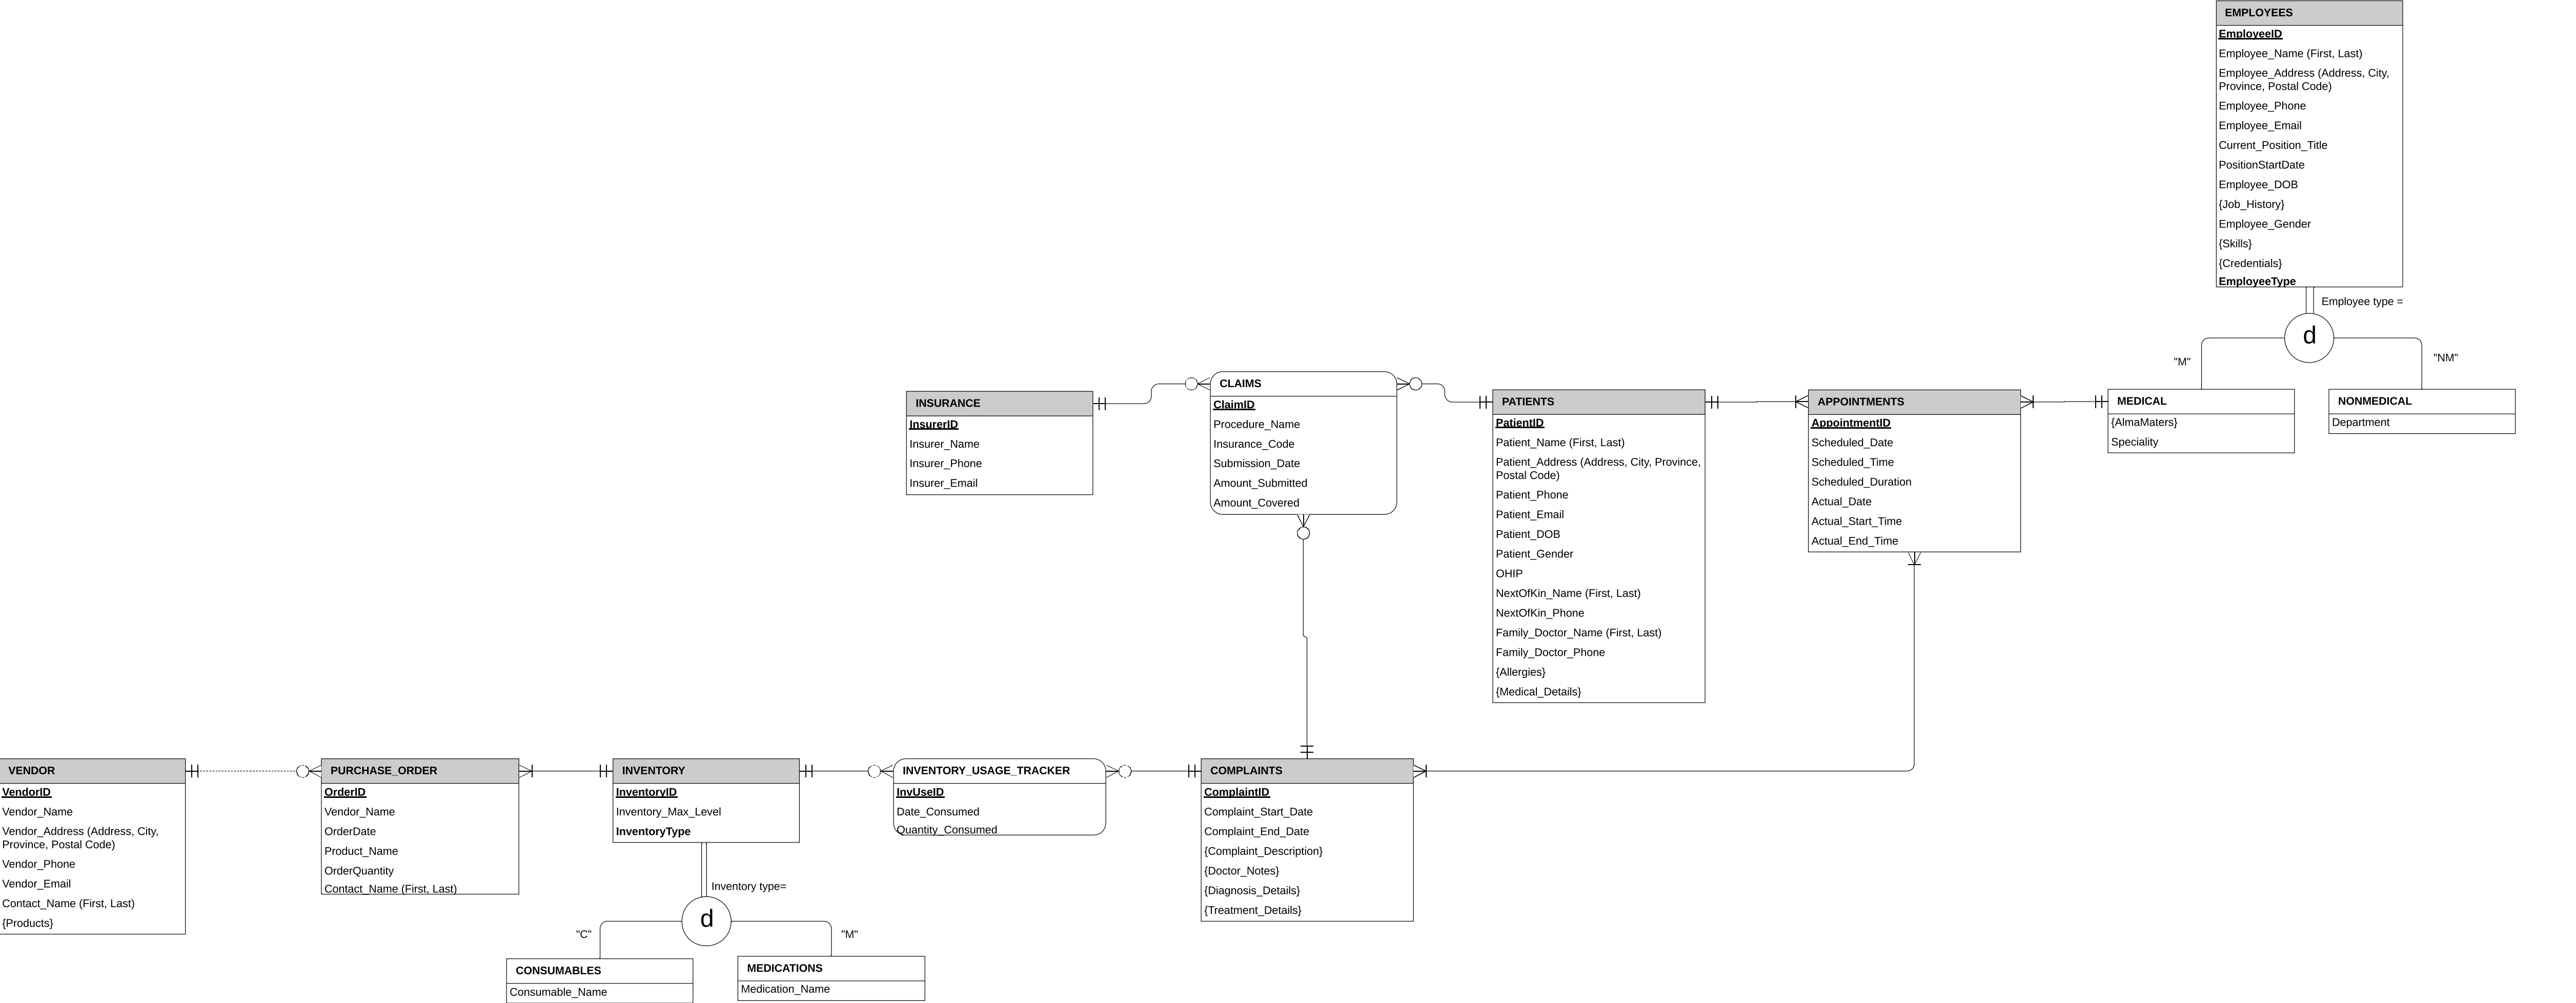 EMPLOYEES
EmployeeID
Employee_Name (First, Last)
Employee_Address (Address, City,
Province, Postal Code)
Employee_Phone
Employee_Email
Current_Position_Title
PositionStartDate
Employee_DOB
{Job_History}
Employee_Gender
{Skills}
{Credentials}
EmployeeType
Employee type =
d
"M"
"NM"
INSURANCE
InsurerID
Insurer_Name
Insurer_Phone
Insurer_Email
CLAIMS
ClaimID
Procedure_Name
Insurance_Code
Submission_Date
Amount_Submitted
Amount_Covered
PATIENTS
PatientID
Patient_Name (First, Last)
Patient_Address (Address, City, Province,
Postal Code)
Patient_Phone
Patient_Email
Patient_DOB
Patient_Gender
OHIP
NextOfKin_Name (First, Last)
NextOfKin_Phone
Family_Doctor_Name (First, Last)
Family_Doctor_Phone
{Allergies}
{Medical_Details}
APPOINTMENTS
AppointmentID
Scheduled_Date
Scheduled_Time
Scheduled_Duration
Actual_Date
Actual_Start_Time
Actual_End_Time
MEDICAL
{AlmaMaters}
Speciality
NONMEDICAL
Department
VENDOR
VendorID
Vendor_Name
Vendor_Address (Address, City,
Province, Postal Code)
Vendor_Phone
Vendor_Email
Contact_Name (First, Last)
{Products}
PURCHASE_ORDER
OrderID
Vendor_Name
OrderDate
Product_Name
OrderQuantity
Contact_Name (First, Last)
INVENTORY
InventoryID
Inventory_Max_Level
InventoryType
Inventory type=
d
"C"
"M"
CONSUMABLES
Consumable_Name
MEDICATIONS
Medication_Name
INVENTORY_USAGE_TRACKER
InvUseID
Date_Consumed
Quantity_Consumed
COMPLAINTS
ComplaintID
Complaint_Start_Date
Complaint_End_Date
{Complaint_Description}
{Doctor_Notes}
{Diagnosis_Details}
{Treatment_Details}